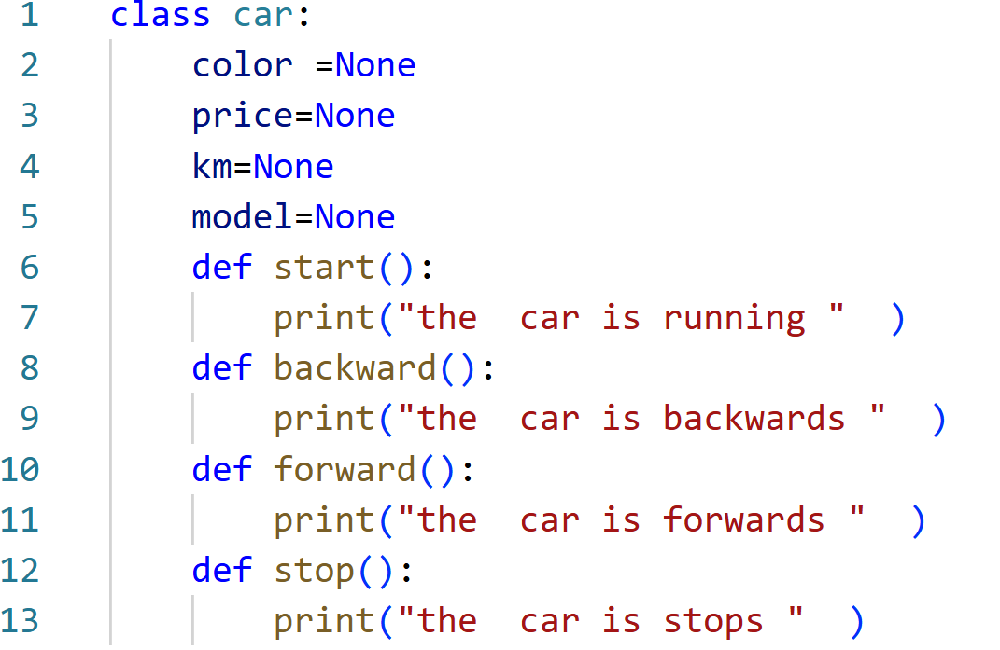 1 class car:
2     color =None
3     price=None
4     km=None
5     model=None
6     def start():
7         print("the  car is running "  )
8     def backward():
9         print("the  car is backwards "  )
10     def forward():
11         print("the  car is forwards "  )
12     def stop():
13         print("the  car is stops "  )